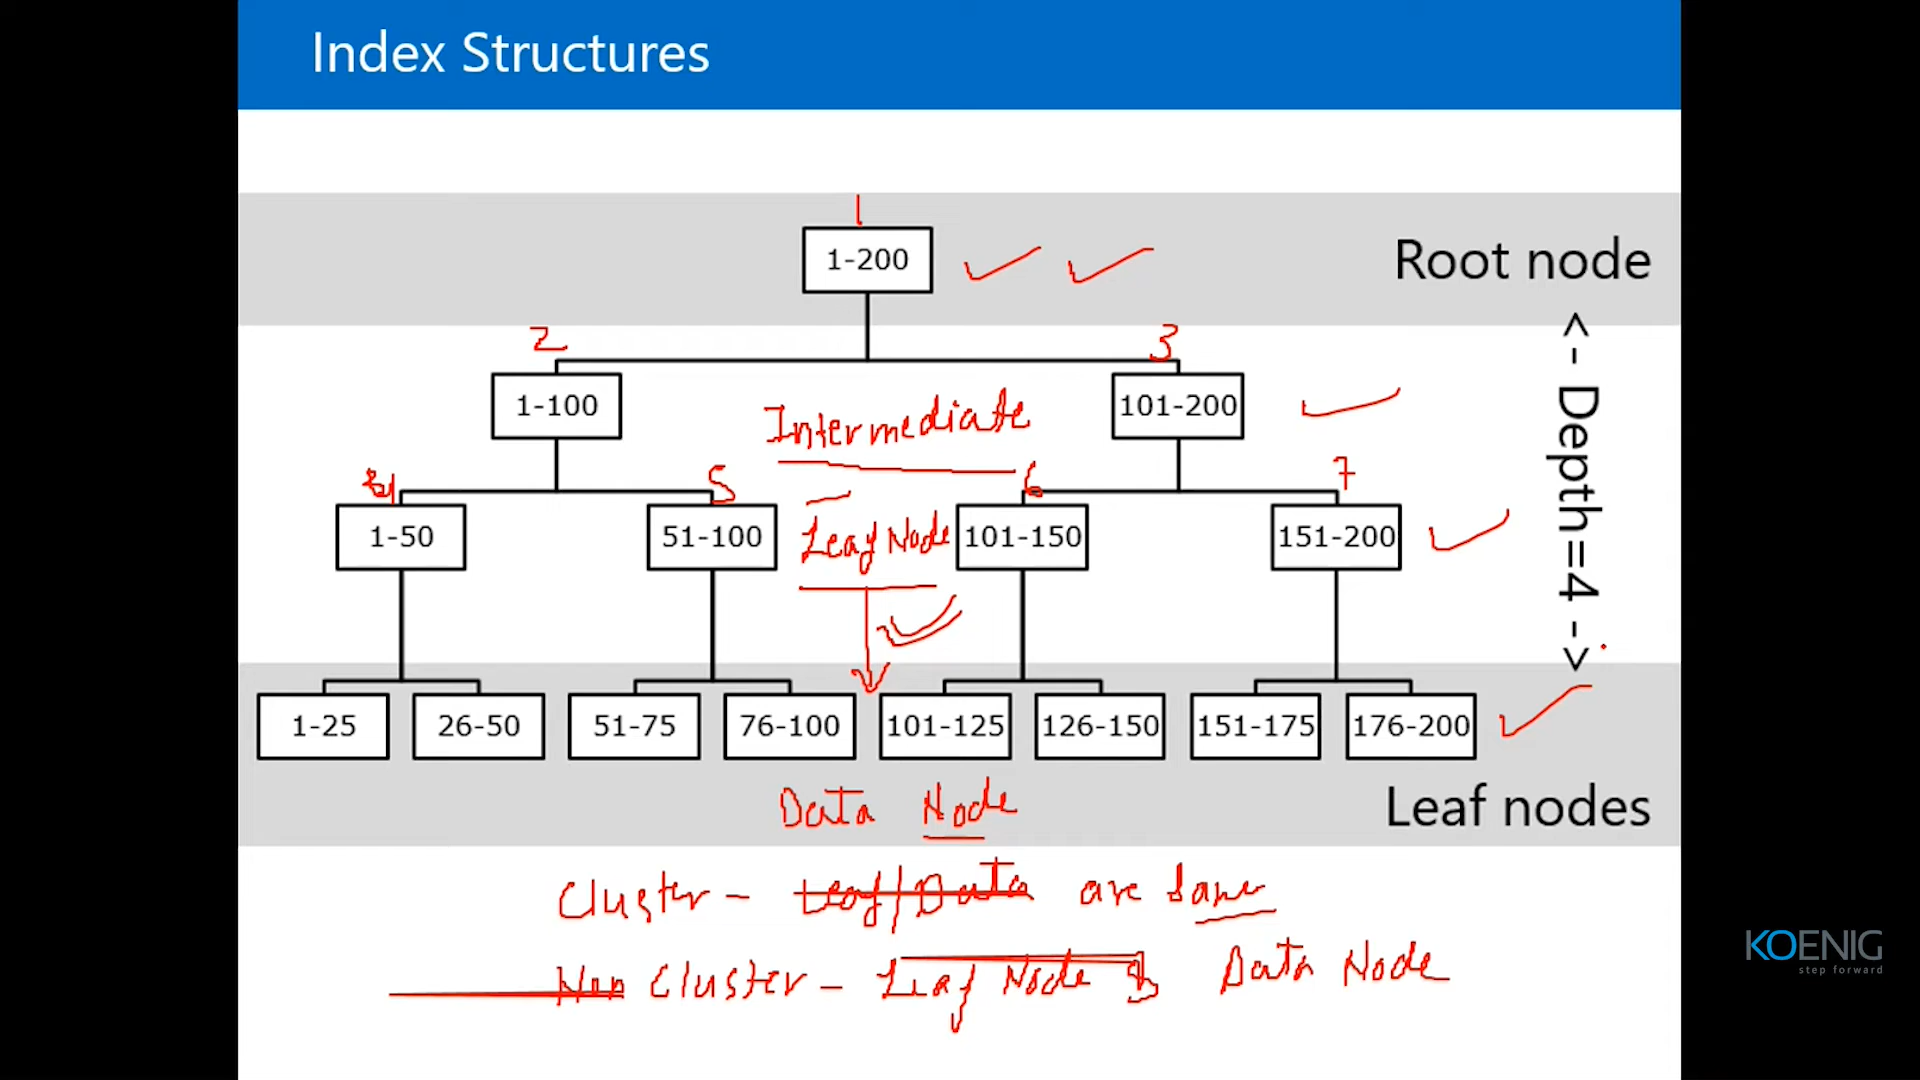 Index Structures
1
1-200
Root node
2
3
1-100
Intermediate
101-200
<- Depth=4 ->
4
5
6
7
1-50
51-100
Leaf Node
101-150
151-200
1-25
26-50
51-75
76-100
101-125
126-150
151-175
176-200
Data Node
Leaf nodes
Cluster - Leaf/Data are Same
Non Cluster - Leaf Node & Data Node
KOENIG
step forward